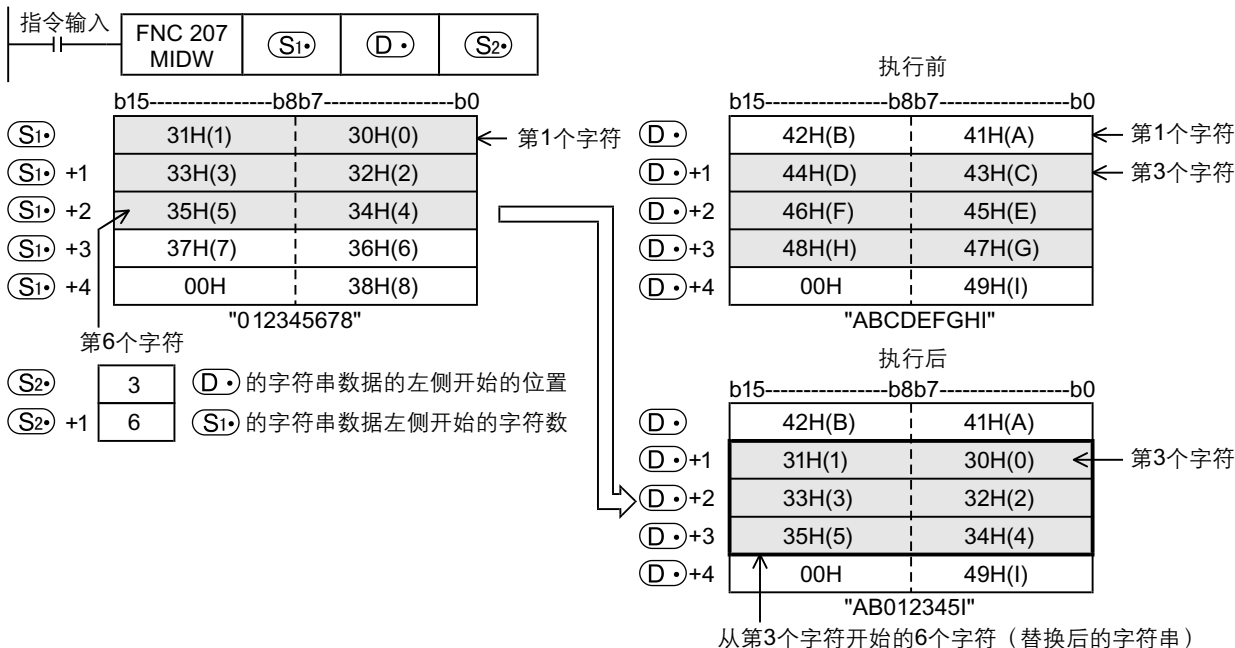 指令输入
FNC 207
MIDW
S1•
D•
S2•
b15-----------------b8b7------------------b0
S1•
31H(1)
30H(0)
第1个字符
S1• +1
33H(3)
32H(2)
S1• +2
35H(5)
34H(4)
S1• +3
37H(7)
36H(6)
S1• +4
00H
38H(8)
"012345678"
第6个字符
S2•
3
D•的字符串数据的左侧开始的位置
S2• +1
6
S1•的字符串数据左侧开始的字符数
执行前
b15-----------------b8b7------------------b0
D•
42H(B)
41H(A)
第1个字符
D•+1
44H(D)
43H(C)
第3个字符
D•+2
46H(F)
45H(E)
D•+3
48H(H)
47H(G)
D•+4
00H
49H(I)
"ABCDEFGHI"
执行后
b15-----------------b8b7------------------b0
D•
42H(B)
41H(A)
D•+1
31H(1)
30H(0)
第3个字符
D•+2
33H(3)
32H(2)
D•+3
35H(5)
34H(4)
D•+4
00H
49H(I)
"AB012345I"
从第3个字符开始的6个字符（替换后的字符串）